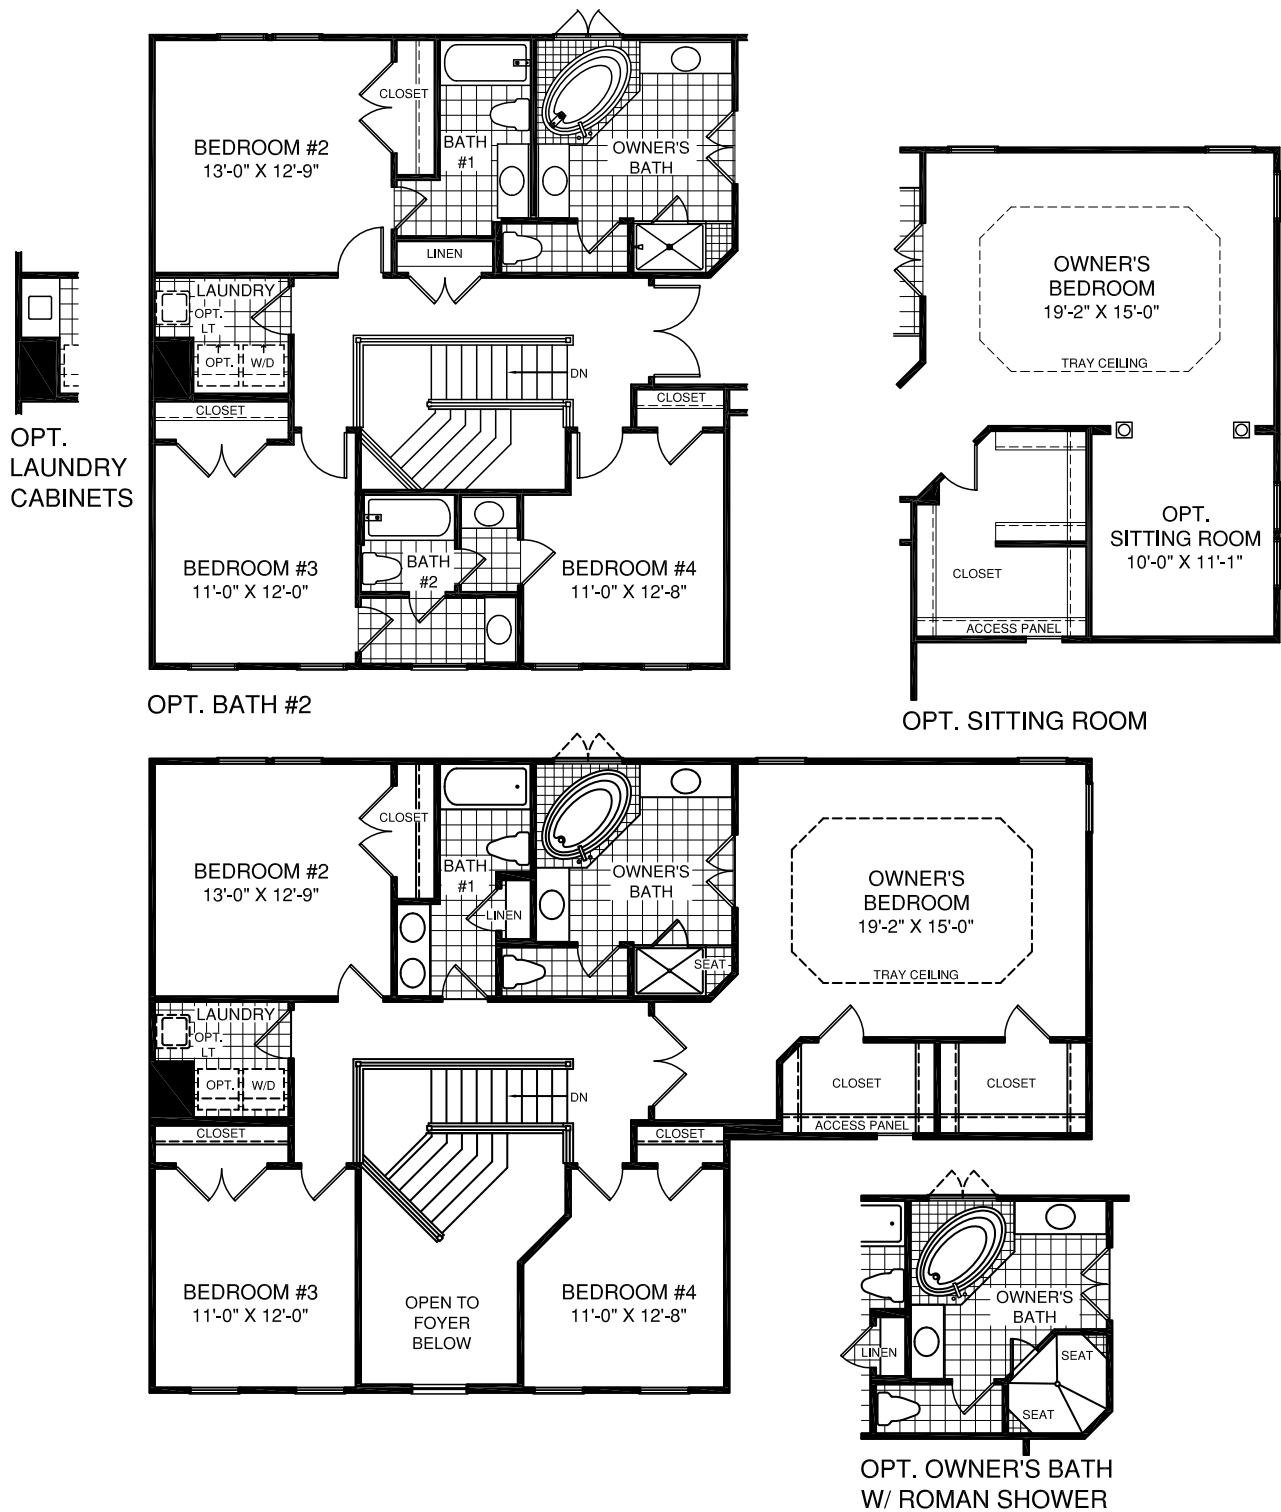 BEDROOM #2
13'-0" X 12'-9"
CLOSET
BATH
#1
OWNER'S
BATH
LINEN
LAUNDRY
OPT.
LT
OPT.
W/D
DN
CLOSET
CLOSET
BEDROOM #3
11'-0" X 12'-0"
BATH
#2
BEDROOM #4
11'-0" X 12'-8"
OPT. BATH #2
OPT.
LAUNDRY
CABINETS
OWNER'S
BEDROOM
19'-2" X 15'-0"
TRAY CEILING
OPT.
SITTING ROOM
10'-0" X 11'-1"
CLOSET
ACCESS PANEL
OPT. SITTING ROOM
BEDROOM #2
13'-0" X 12'-9"
CLOSET
BATH
#1
LINEN
OWNER'S
BATH
SEAT
OWNER'S
BEDROOM
19'-2" X 15'-0"
TRAY CEILING
LAUNDRY
OPT.
LT
OPT.
W/D
DN
CLOSET
CLOSET
ACCESS PANEL
CLOSET
CLOSET
BEDROOM #3
11'-0" X 12'-0"
OPEN TO
FOYER
BELOW
BEDROOM #4
11'-0" X 12'-8"
OWNER'S
BATH
LINEN
SEAT
SEAT
OPT. OWNER'S BATH
W/ ROMAN SHOWER